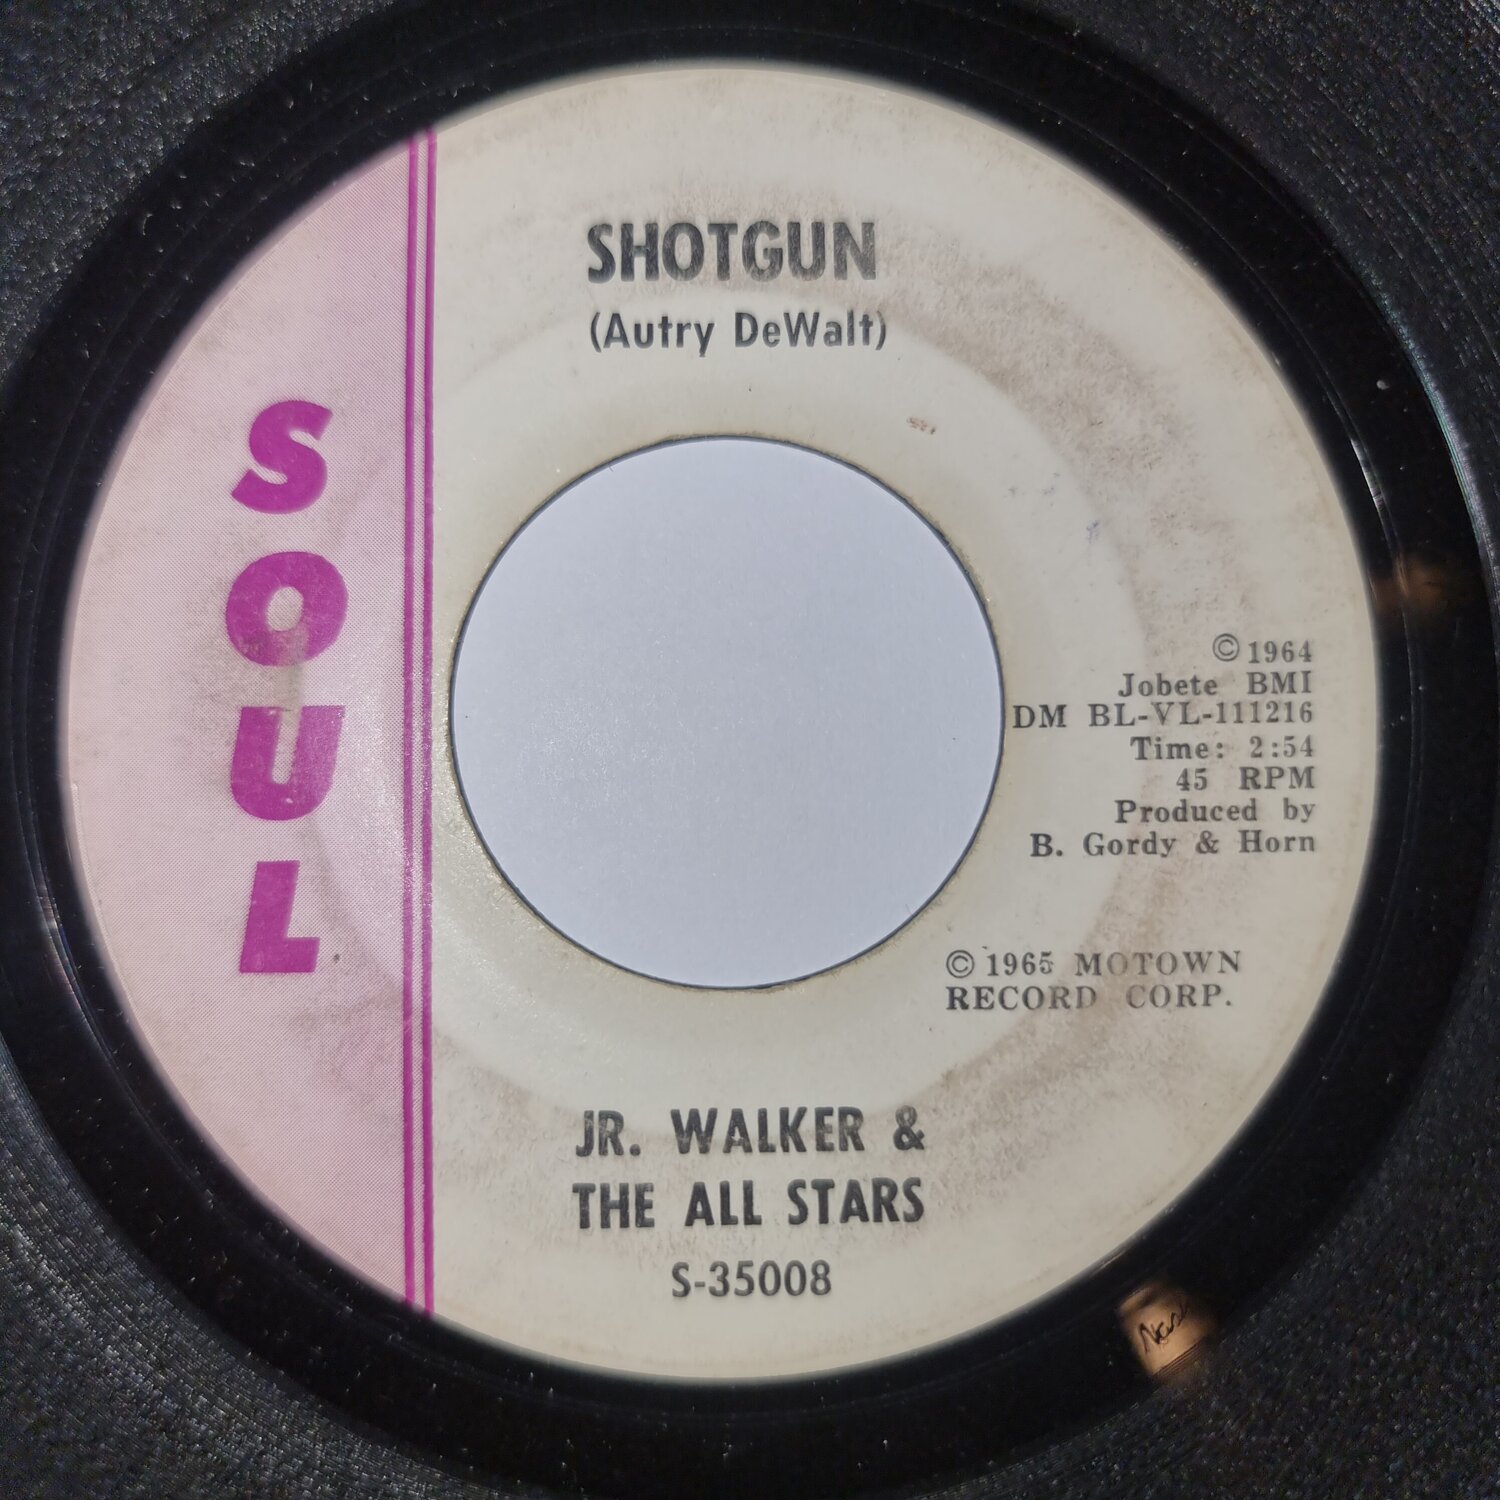 SOUL
SHOTGUN
(Autry DeWalt)
© 1964
Jobete BMI
DM BL-VL-111216
Time: 2:54
45 RPM
Produced by
B. Gordy & Horn
© 1965 MOTOWN
RECORD CORP.
JR. WALKER &
THE ALL STARS
S-35008